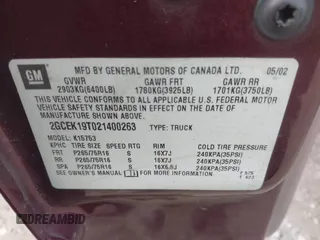 GM
MFD BY GENERAL MOTORS OF CANADA LTD. 05/02
GVWR GAWR FRT GAWR RR
2903KG(6400LB) 1780KG(3925LB) 1701KG(3750LB)
THIS VEHICLE CONFORMS TO ALL APPLICABLE U.S. FEDERAL MOTOR
VEHICLE SAFETY STANDARDS IN EFFECT ON THE DATE OF
MANUFACTURE SHOWN ABOVE.
2GCEK19T021400263 TYPE: TRUCK
MODEL: K15753
TIRE SIZE SPEED RTG RIM COLD TIRE PRESSURE
FRT P265/75R16 S 16X7J 240KPA(35PSI)
RR P265/75R16 S 16X7J 240KPA(35PSI)
SPA P265/75R16 S 16X6.5J 240KPA(35PSI)
SEE OWNER'S MANUAL FOR ADDITIONAL INFORMATION.
DREAMBID